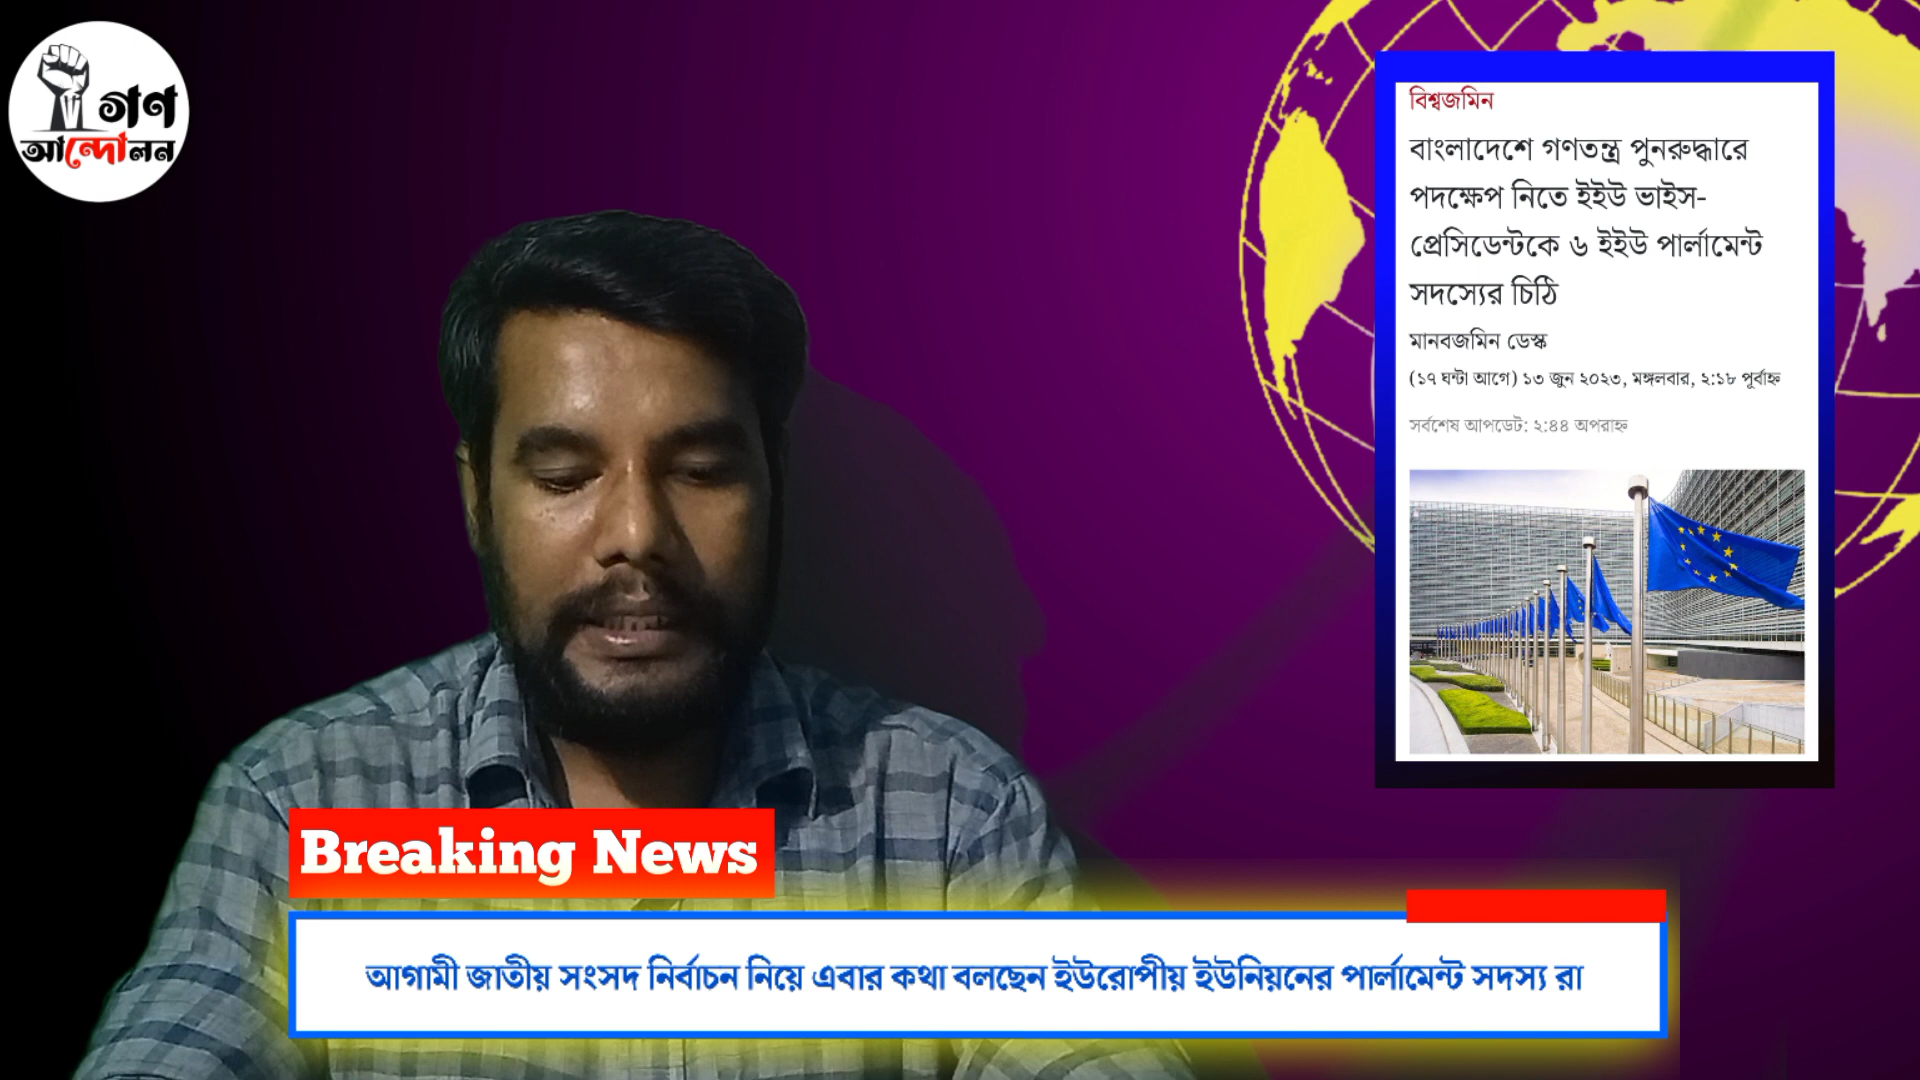 গণ
আন্দোলন
বিশ্বজমিন
বাংলাদেশে গণতন্ত্র পুনরুদ্ধারে
পদক্ষেপ নিতে ইইউ ভাইস-
প্রেসিডেন্টকে ৬ ইইউ পার্লামেন্ট
সদস্যের চিঠি
মানবজমিন ডেস্ক
(১৭ ঘন্টা আগে) ১৩ জুন ২০২৩, মঙ্গলবার, ২:১৮ পূর্বাহ্ন
সর্বশেষ আপডেট: ২:৪৪ অপরাহ্ন
Breaking News
আগামী জাতীয় সংসদ নির্বাচন নিয়ে এবার কথা বলছেন ইউরোপীয় ইউনিয়নের পার্লামেন্ট সদস্য রা